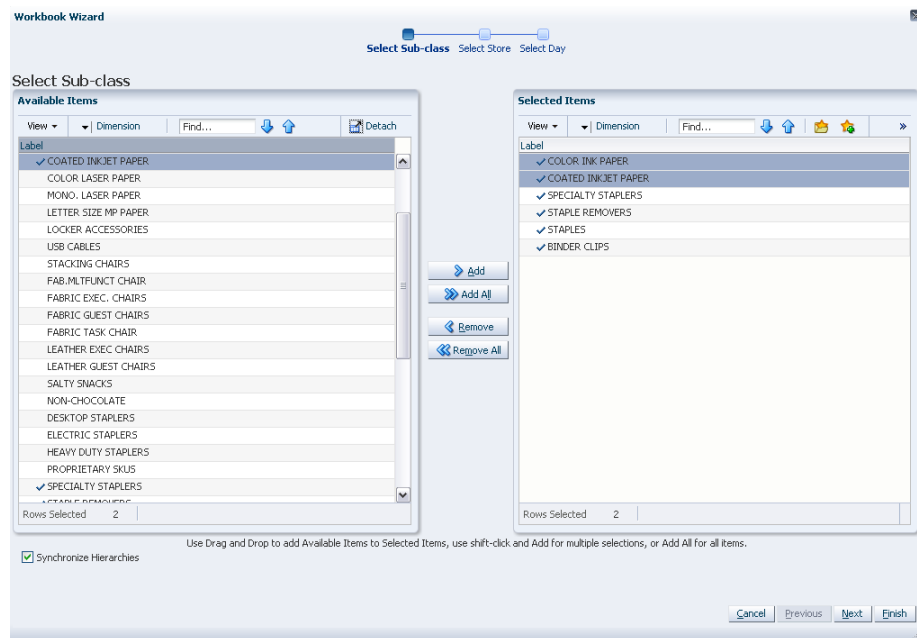 Workbook Wizard
Select Sub-class Select Store Select Day
Select Sub-class
Available Items
View Dimension Find... Detach
Label
COATED INKJET PAPER
COLOR LASER PAPER
MONO. LASER PAPER
LETTER SIZE MP PAPER
LOCKER ACCESSORIES
USB CABLES
STACKING CHAIRS
FAB.MLTFUNCT CHAIR
FABRIC EXEC. CHAIRS
FABRIC GUEST CHAIRS
FABRIC TASK CHAIR
LEATHER EXEC CHAIRS
LEATHER GUEST CHAIRS
SALTY SNACKS
NON-CHOCOLATE
DESKTOP STAPLERS
ELECTRIC STAPLERS
HEAVY DUTY STAPLERS
PROPRIETARY SKUS
SPECIALTY STAPLERS
STAPLE REMOVERS
Rows Selected 2
Add
Add All
Remove
Remove All
Selected Items
View Dimension Find... »
Label
COLOR INK PAPER
COATED INKJET PAPER
SPECIALTY STAPLERS
STAPLE REMOVERS
STAPLES
BINDER CLIPS
Rows Selected 2
Use Drag and Drop to add Available Items to Selected Items, use shift-click and Add for multiple selections, or Add All for all items.
Synchronize Hierarchies
Cancel Previous Next Finish